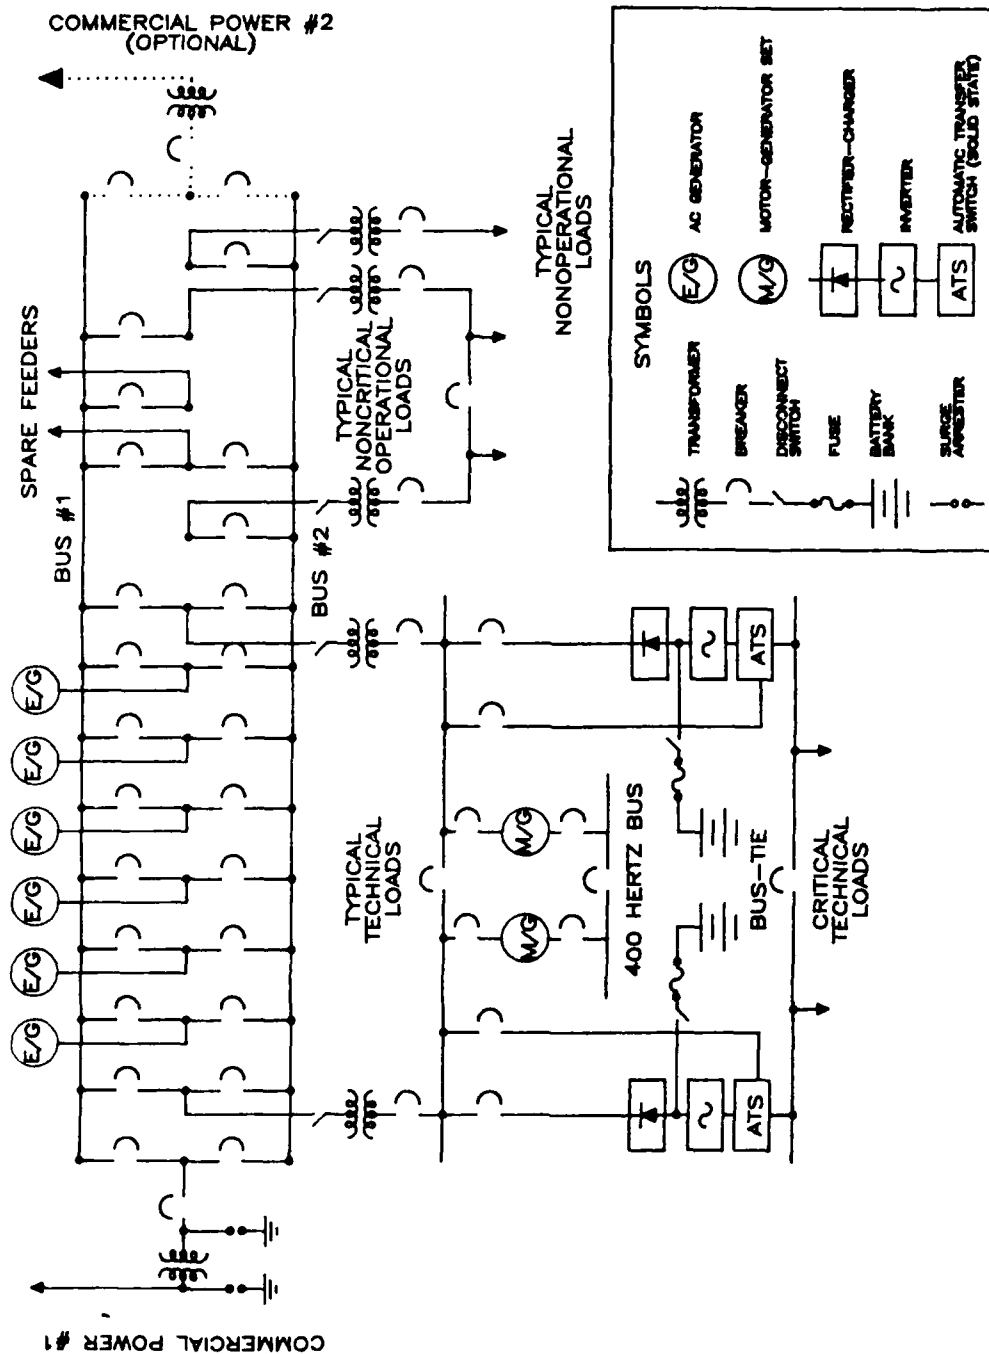 COMMERCIAL POWER #2
(OPTIONAL)
SPARE FEEDERS
BUS #1
BUS #2
E/G
E/G
E/G
E/G
E/G
E/G
TYPICAL
NONCRITICAL
OPERATIONAL
LOADS
TYPICAL
NONOPERATIONAL
LOADS
TYPICAL
TECHNICAL
LOADS
M/G
M/G
400 HERTZ BUS
BUS-TIE
ATS
ATS
CRITICAL
TECHNICAL
LOADS
COMMERCIAL POWER #1
SYMBOLS
TRANSFORMER
BREAKER
DISCONNECT
SWITCH
FUSE
BATTERY
BANK
SURGE
ARRESTER
E/G
AC GENERATOR
M/G
MOTOR-GENERATOR SET
RECTIFIER-CHARGER
INVERTER
ATS
AUTOMATIC TRANSFER
SWITCH (SOLID STATE)